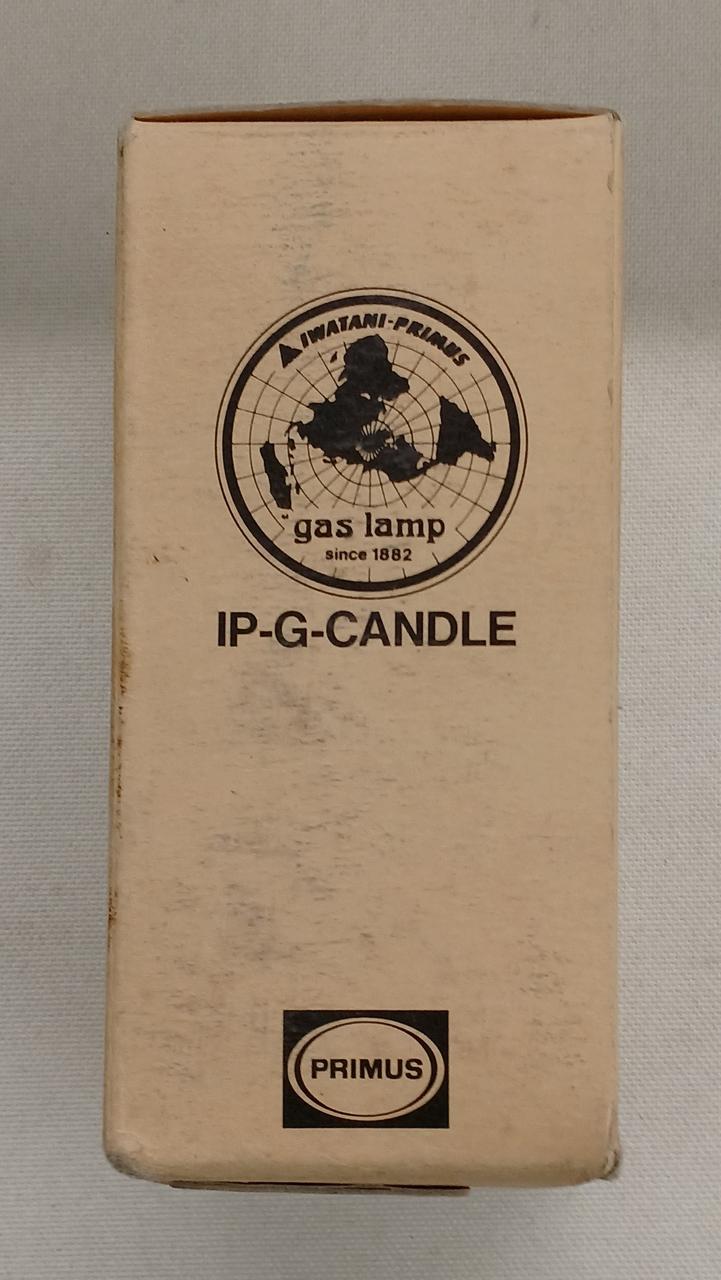 IWATANI-PRIMUS
gas lamp
since 1882
IP-G-CANDLE
PRIMUS